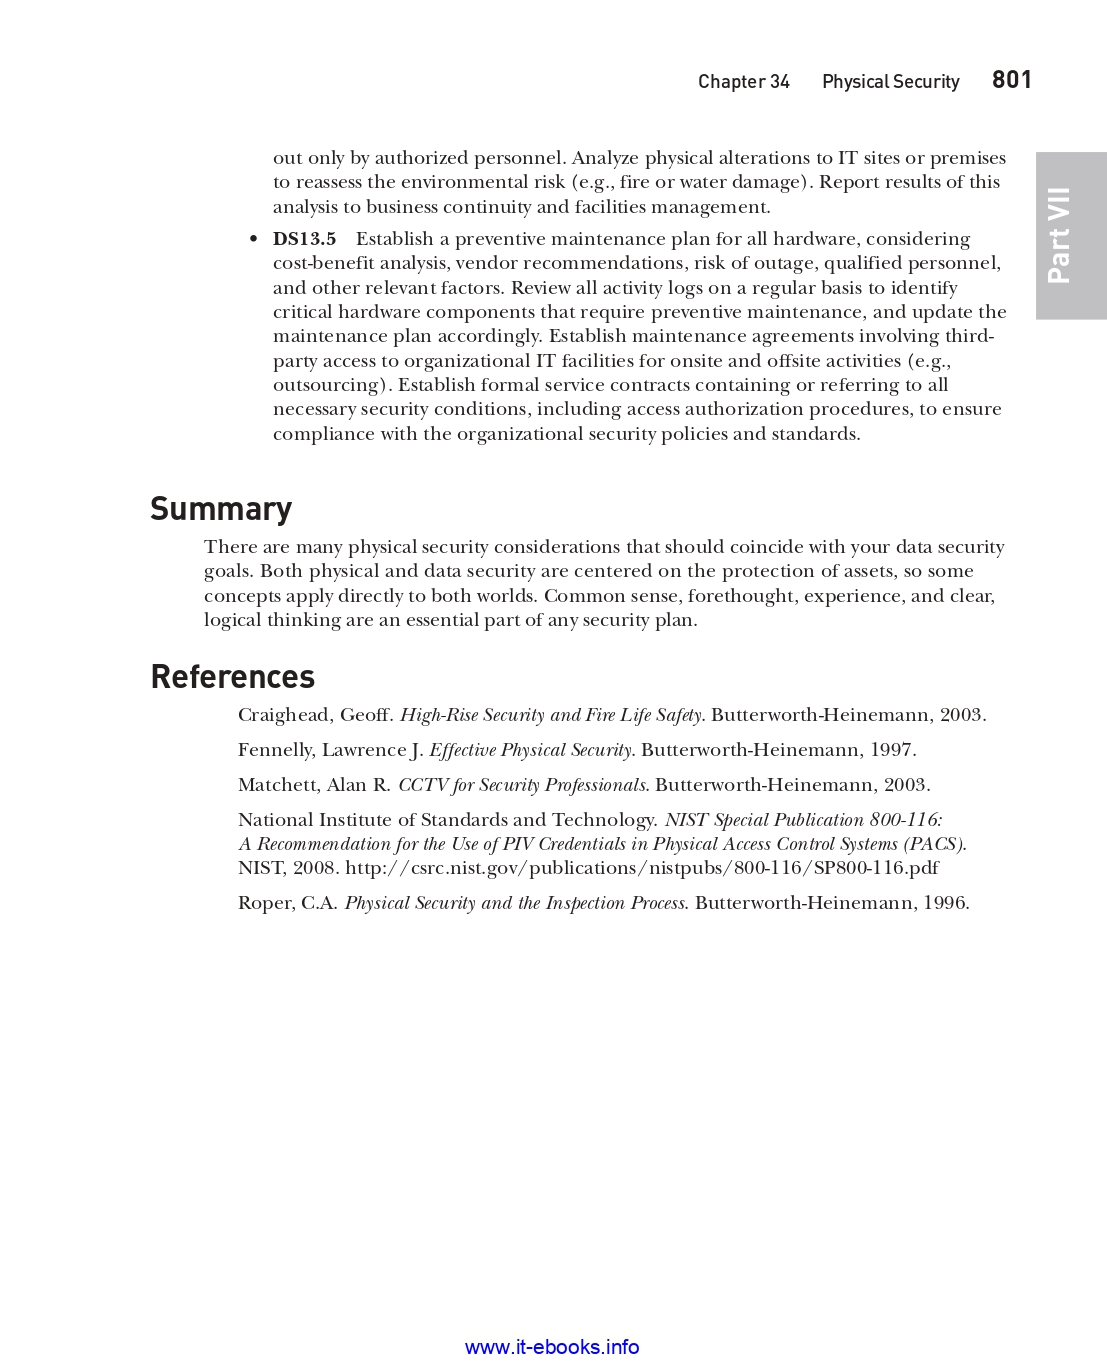 Chapter 34 Physical Security 801
out only by authorized personnel. Analyze physical alterations to IT sites or premises
to reassess the environmental risk (e.g., fire or water damage). Report results of this
analysis to business continuity and facilities management.
• DS13.5 Establish a preventive maintenance plan for all hardware, considering
cost-benefit analysis, vendor recommendations, risk of outage, qualified personnel,
and other relevant factors. Review all activity logs on a regular basis to identify
critical hardware components that require preventive maintenance, and update the
maintenance plan accordingly. Establish maintenance agreements involving third-
party access to organizational IT facilities for onsite and offsite activities (e.g.,
outsourcing). Establish formal service contracts containing or referring to all
necessary security conditions, including access authorization procedures, to ensure
compliance with the organizational security policies and standards.
Part VII
Summary
There are many physical security considerations that should coincide with your data security
goals. Both physical and data security are centered on the protection of assets, so some
concepts apply directly to both worlds. Common sense, forethought, experience, and clear,
logical thinking are an essential part of any security plan.
References
Craighead, Geoff. High-Rise Security and Fire Life Safety. Butterworth-Heinemann, 2003.
Fennelly, Lawrence J. Effective Physical Security. Butterworth-Heinemann, 1997.
Matchett, Alan R. CCTV for Security Professionals. Butterworth-Heinemann, 2003.
National Institute of Standards and Technology. NIST Special Publication 800-116:
A Recommendation for the Use of PIV Credentials in Physical Access Control Systems (PACS).
NIST, 2008. http://csrc.nist.gov/publications/nistpubs/800-116/SP800-116.pdf
Roper, C.A. Physical Security and the Inspection Process. Butterworth-Heinemann, 1996.
www.it-ebooks.info